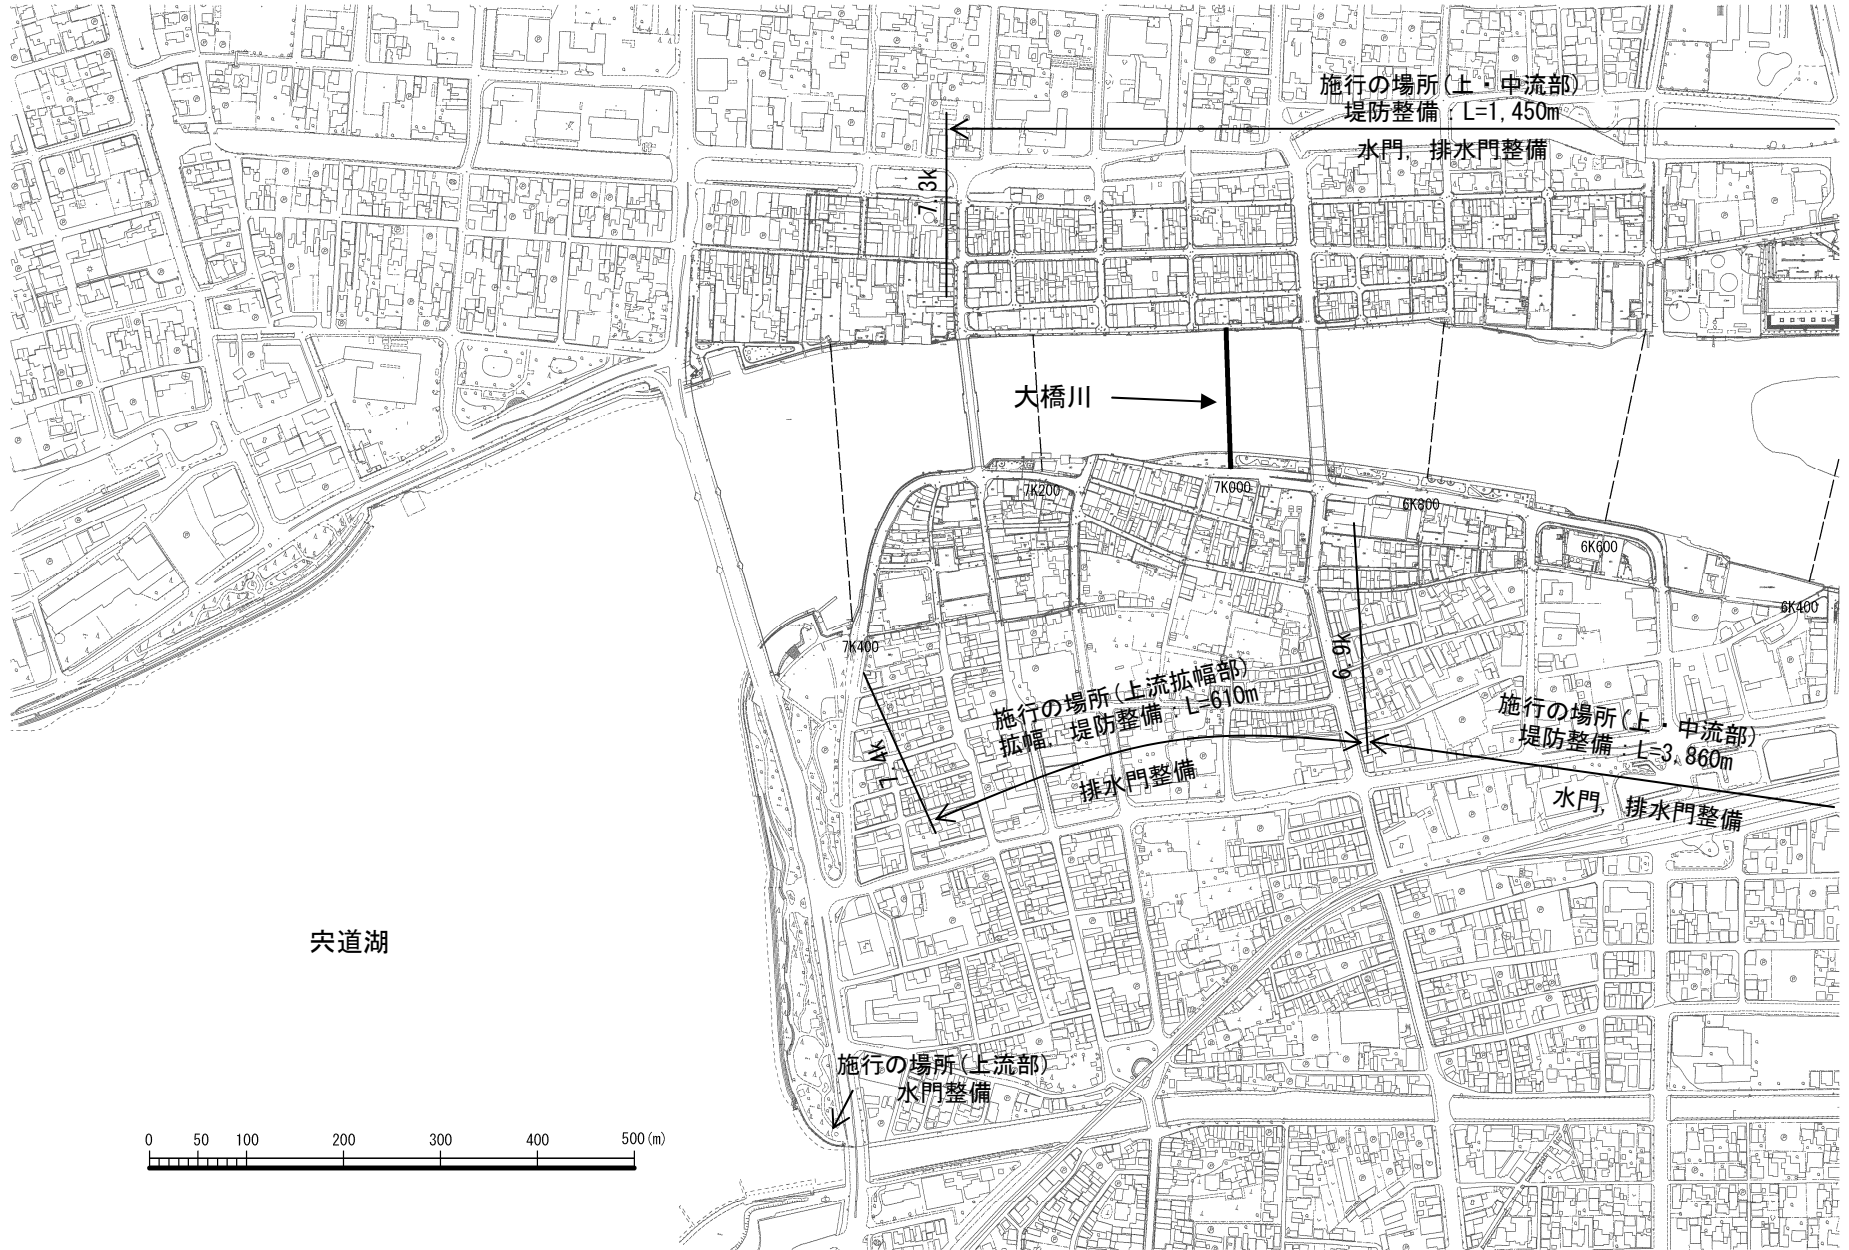 施行の場所(上・中流部)
堤防整備：L=1,450m
水門, 排水門整備
7.3k
大橋川
7K200
7K000
6K800
6K600
6K400
7K400
6.9k
施行の場所(上流拡幅部)
拡幅, 堤防整備：L=610m
排水門整備
7.4k
施行の場所(上・中流部)
堤防整備：L=3,860m
水門, 排水門整備
宍道湖
施行の場所(上流部)
水門整備
0 50 100 200 300 400 500(m)